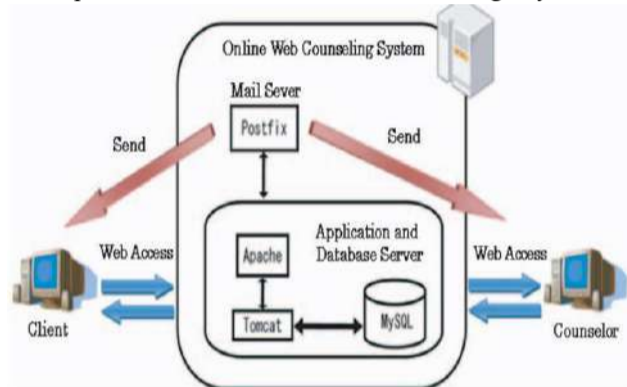 Online Web Counseling System
Mail Sever
Postfix
Send
Send
Application and
Database Server
Web Access
Web Access
Apache
Tomcat
MySQL
Client
Counselor